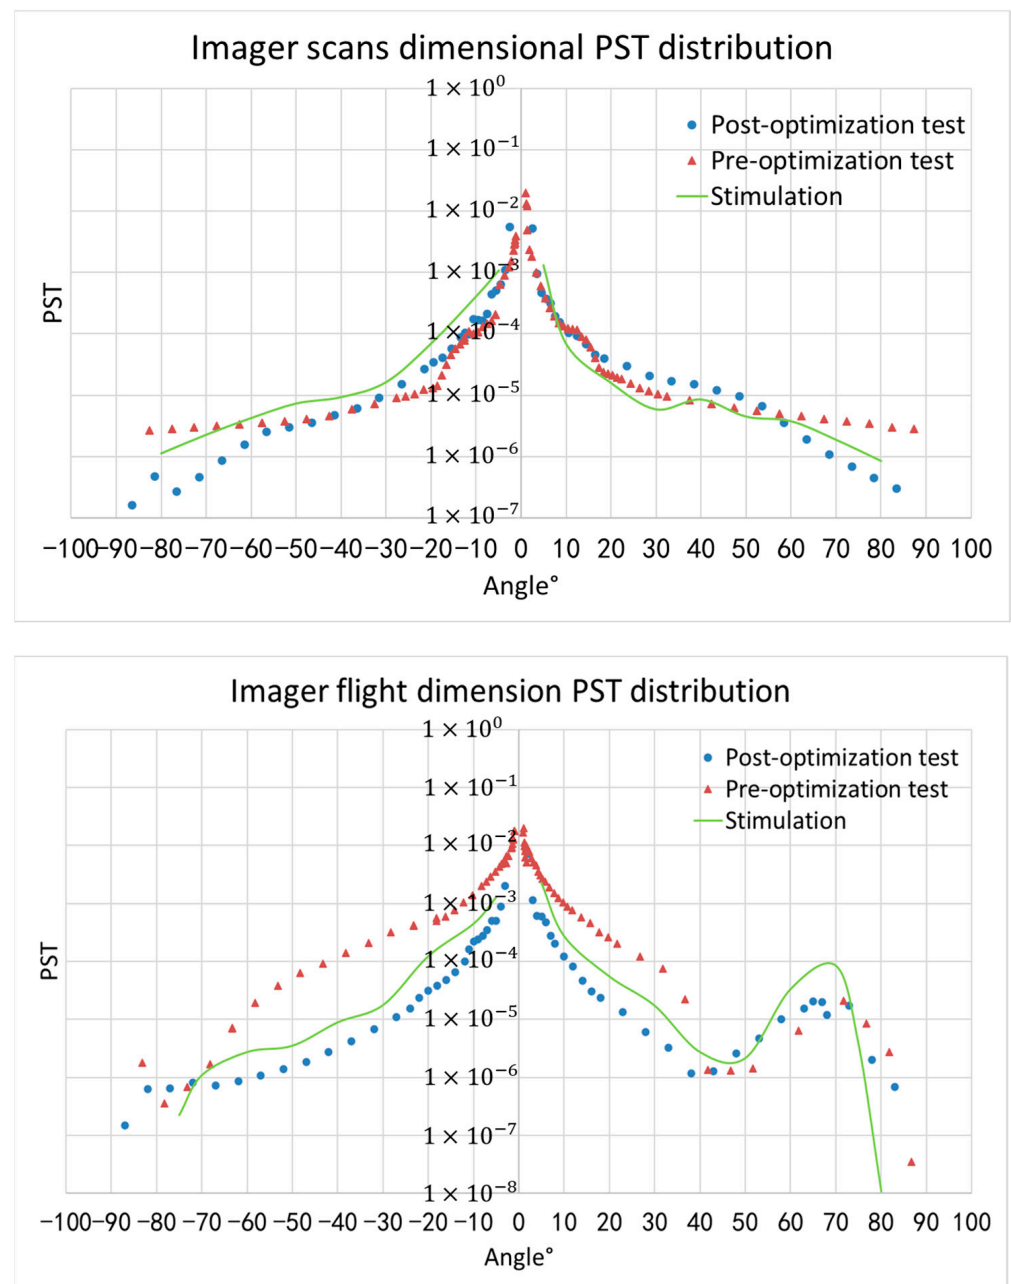 Imager scans dimensional PST distribution
1 × 10⁰
Post-optimization test
1 × 10⁻¹
Pre-optimization test
Stimulation
1 × 10⁻²
1 × 10⁻³
PST
1 × 10⁻⁴
1 × 10⁻⁵
1 × 10⁻⁶
1 × 10⁻⁷
−100−90 −80 −70 −60 −50 −40 −30 −20 −10 0 10 20 30 40 50 60 70 80 90 100
Angle°
Imager flight dimension PST distribution
1 × 10⁰
Post-optimization test
1 × 10⁻¹
Pre-optimization test
Stimulation
1 × 10⁻²
1 × 10⁻³
PST
1 × 10⁻⁴
1 × 10⁻⁵
1 × 10⁻⁶
1 × 10⁻⁷
1 × 10⁻⁸
−100−90 −80 −70 −60 −50 −40 −30 −20 −10 0 10 20 30 40 50 60 70 80 90 100
Angle°